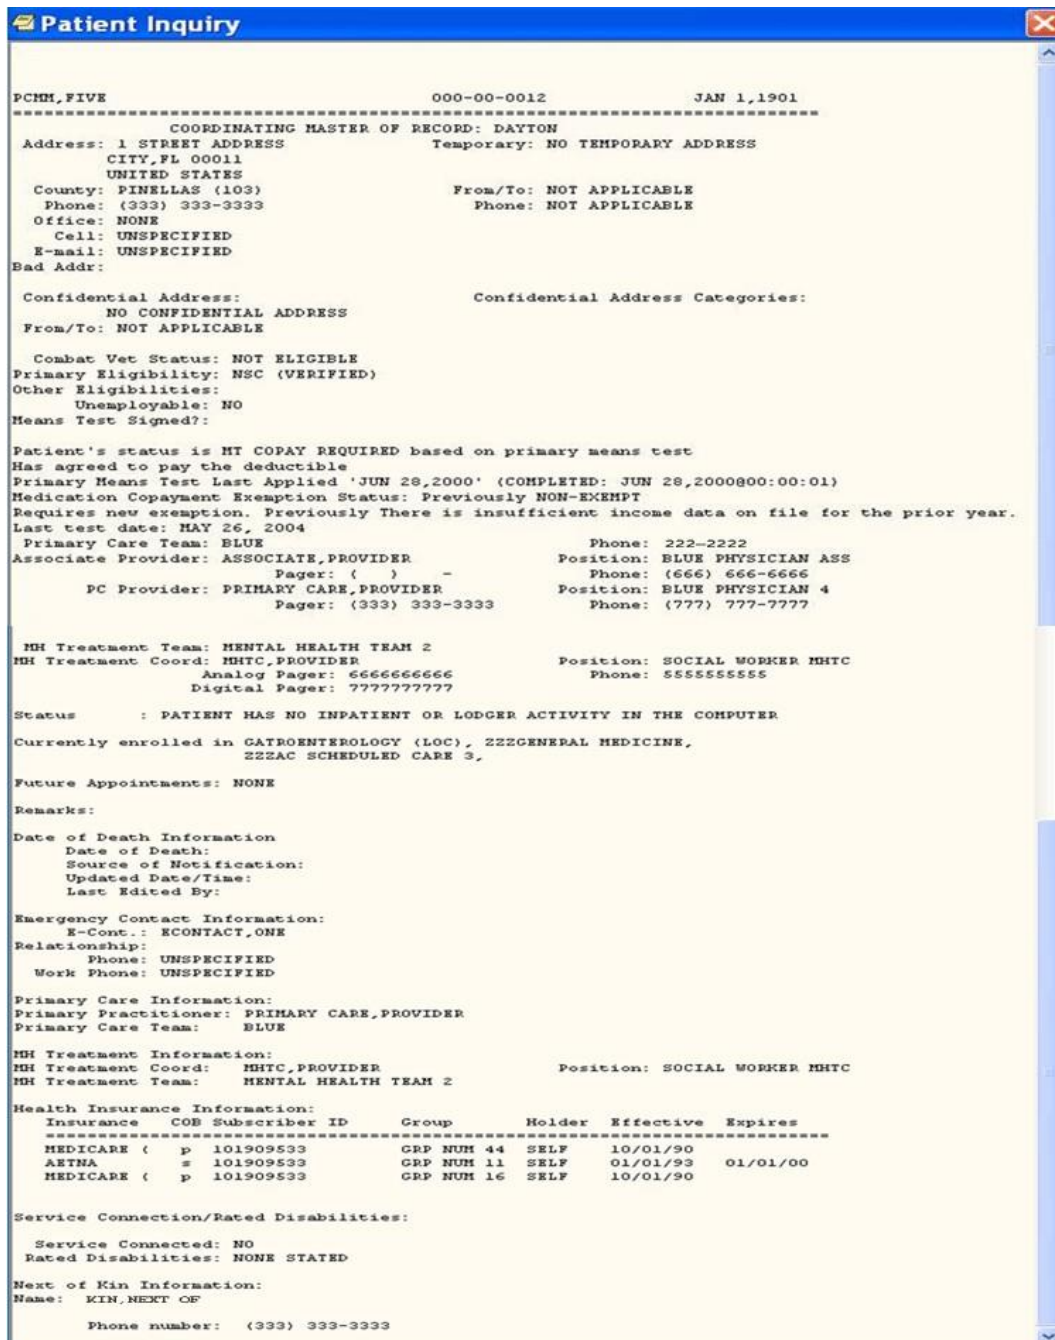 Patient Inquiry
PCMM,FIVE 000-00-0012 JAN 1,1901
COORDINATING MASTER OF RECORD: DAYTON
Address: 1 STREET ADDRESS Temporary: NO TEMPORARY ADDRESS
CITY,FL 00011
UNITED STATES
County: PINELLAS (103) From/To: NOT APPLICABLE
Phone: (333) 333-3333 Phone: NOT APPLICABLE
Office: NONE
Cell: UNSPECIFIED
E-mail: UNSPECIFIED
Bad Addr:
Confidential Address: Confidential Address Categories:
NO CONFIDENTIAL ADDRESS
From/To: NOT APPLICABLE
Combat Vet Status: NOT ELIGIBLE
Primary Eligibility: NSC (VERIFIED)
Other Eligibilities:
Unemployable: NO
Means Test Signed?:
Patient's status is MT COPAY REQUIRED based on primary means test
Has agreed to pay the deductible
Primary Means Test Last Applied 'JUN 28,2000' (COMPLETED: JUN 28,2000@00:00:01)
Medication Copayment Exemption Status: Previously NON-EXEMPT
Requires new exemption. Previously There is insufficient income data on file for the prior year.
Last test date: MAY 26, 2004
Primary Care Team: BLUE Phone: 222-2222
Associate Provider: ASSOCIATE,PROVIDER Position: BLUE PHYSICIAN ASS
Pager: ( ) - Phone: (666) 666-6666
PC Provider: PRIMARY CARE,PROVIDER Position: BLUE PHYSICIAN 4
Pager: (333) 333-3333 Phone: (777) 777-7777
MH Treatment Team: MENTAL HEALTH TEAM 2
MH Treatment Coord: MHTC,PROVIDER Position: SOCIAL WORKER MHTC
Analog Pager: 6666666666 Phone: 5555555555
Digital Pager: 7777777777
Status : PATIENT HAS NO INPATIENT OR LODGER ACTIVITY IN THE COMPUTER
Currently enrolled in GATROENTEROLOGY (LOC), ZZZGENERAL MEDICINE,
ZZZAC SCHEDULED CARE 3,
Future Appointments: NONE
Remarks:
Date of Death Information
Date of Death:
Source of Notification:
Updated Date/Time:
Last Edited By:
Emergency Contact Information:
E-Cont.: ECONTACT,ONE
Relationship:
Phone: UNSPECIFIED
Work Phone: UNSPECIFIED
Primary Care Information:
Primary Practitioner: PRIMARY CARE,PROVIDER
Primary Care Team: BLUE
MH Treatment Information:
MH Treatment Coord: MHTC,PROVIDER Position: SOCIAL WORKER MHTC
MH Treatment Team: MENTAL HEALTH TEAM 2
Health Insurance Information:
Insurance COB Subscriber ID Group Holder Effective Expires
MEDICARE ( p 101909533 GRP NUM 44 SELF 10/01/90
AETNA s 101909533 GRP NUM 11 SELF 01/01/93 01/01/00
MEDICARE ( p 101909533 GRP NUM 16 SELF 10/01/90
Service Connection/Rated Disabilities:
Service Connected: NO
Rated Disabilities: NONE STATED
Next of Kin Information:
Name: KIN,NEXT OF
Phone number: (333) 333-3333